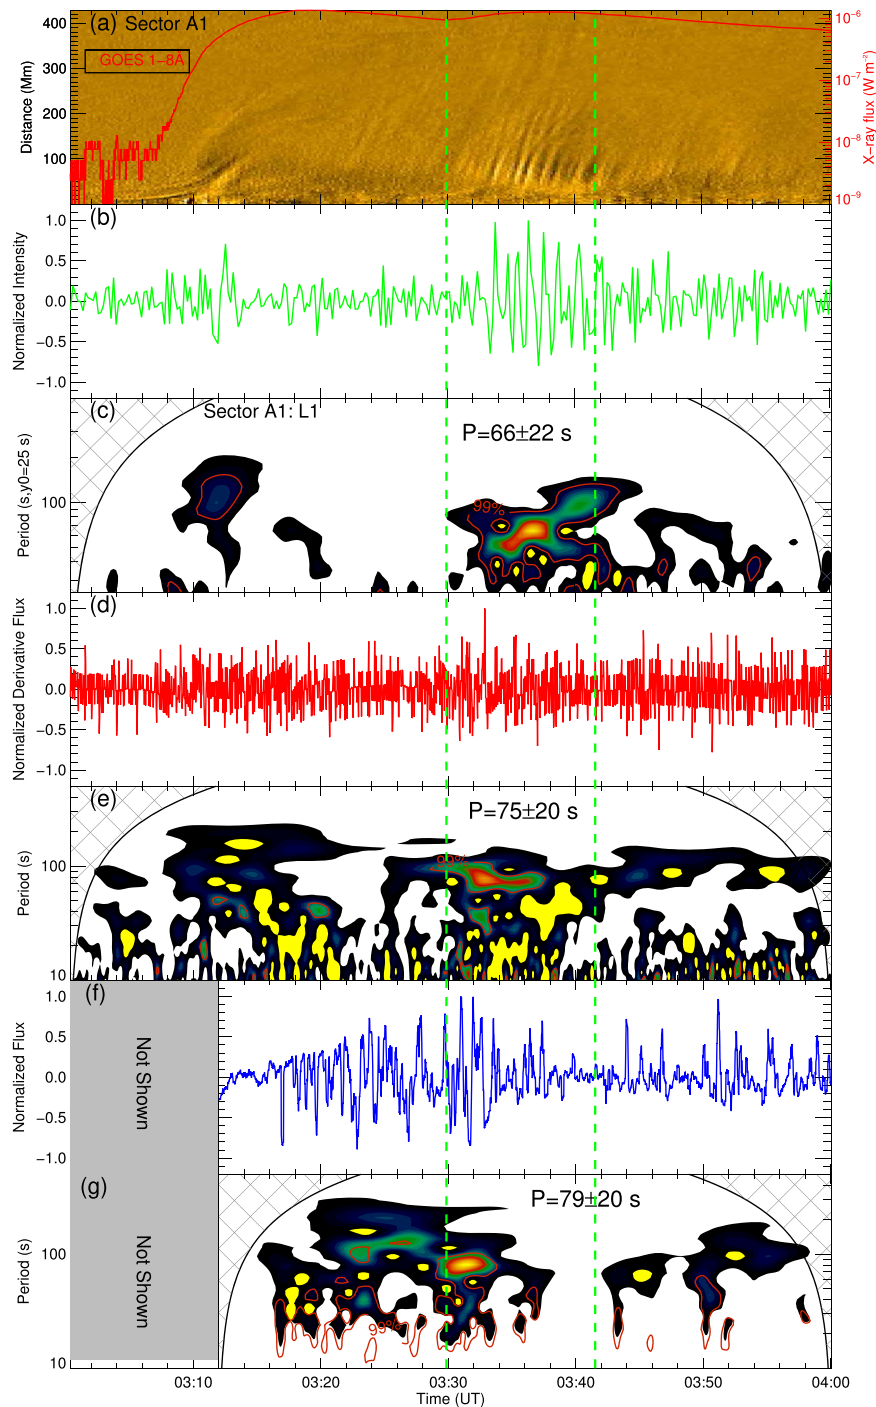 (a) Sector A1
GOES 1−8Å
400
300
200
100
Distance (Mm)
10−6
10−7
10−8
10−9
X−ray flux (W m−2)
(b)
1.0
0.5
0.0
−0.5
−1.0
Normalized Intensity
(c)
Sector A1: L1
P=66±22 s
99%
100
Period (s,y0=25 s)
(d)
1.0
0.5
0.0
−0.5
−1.0
Normalized Derivative Flux
(e)
P=75±20 s
99%
100
10
Period (s)
(f)
1.0
0.5
0.0
−0.5
−1.0
Normalized Flux
Not Shown
(g)
P=79±20 s
99%
100
10
Period (s)
Not Shown
03:10 03:20 03:30 03:40 03:50 04:00
Time (UT)